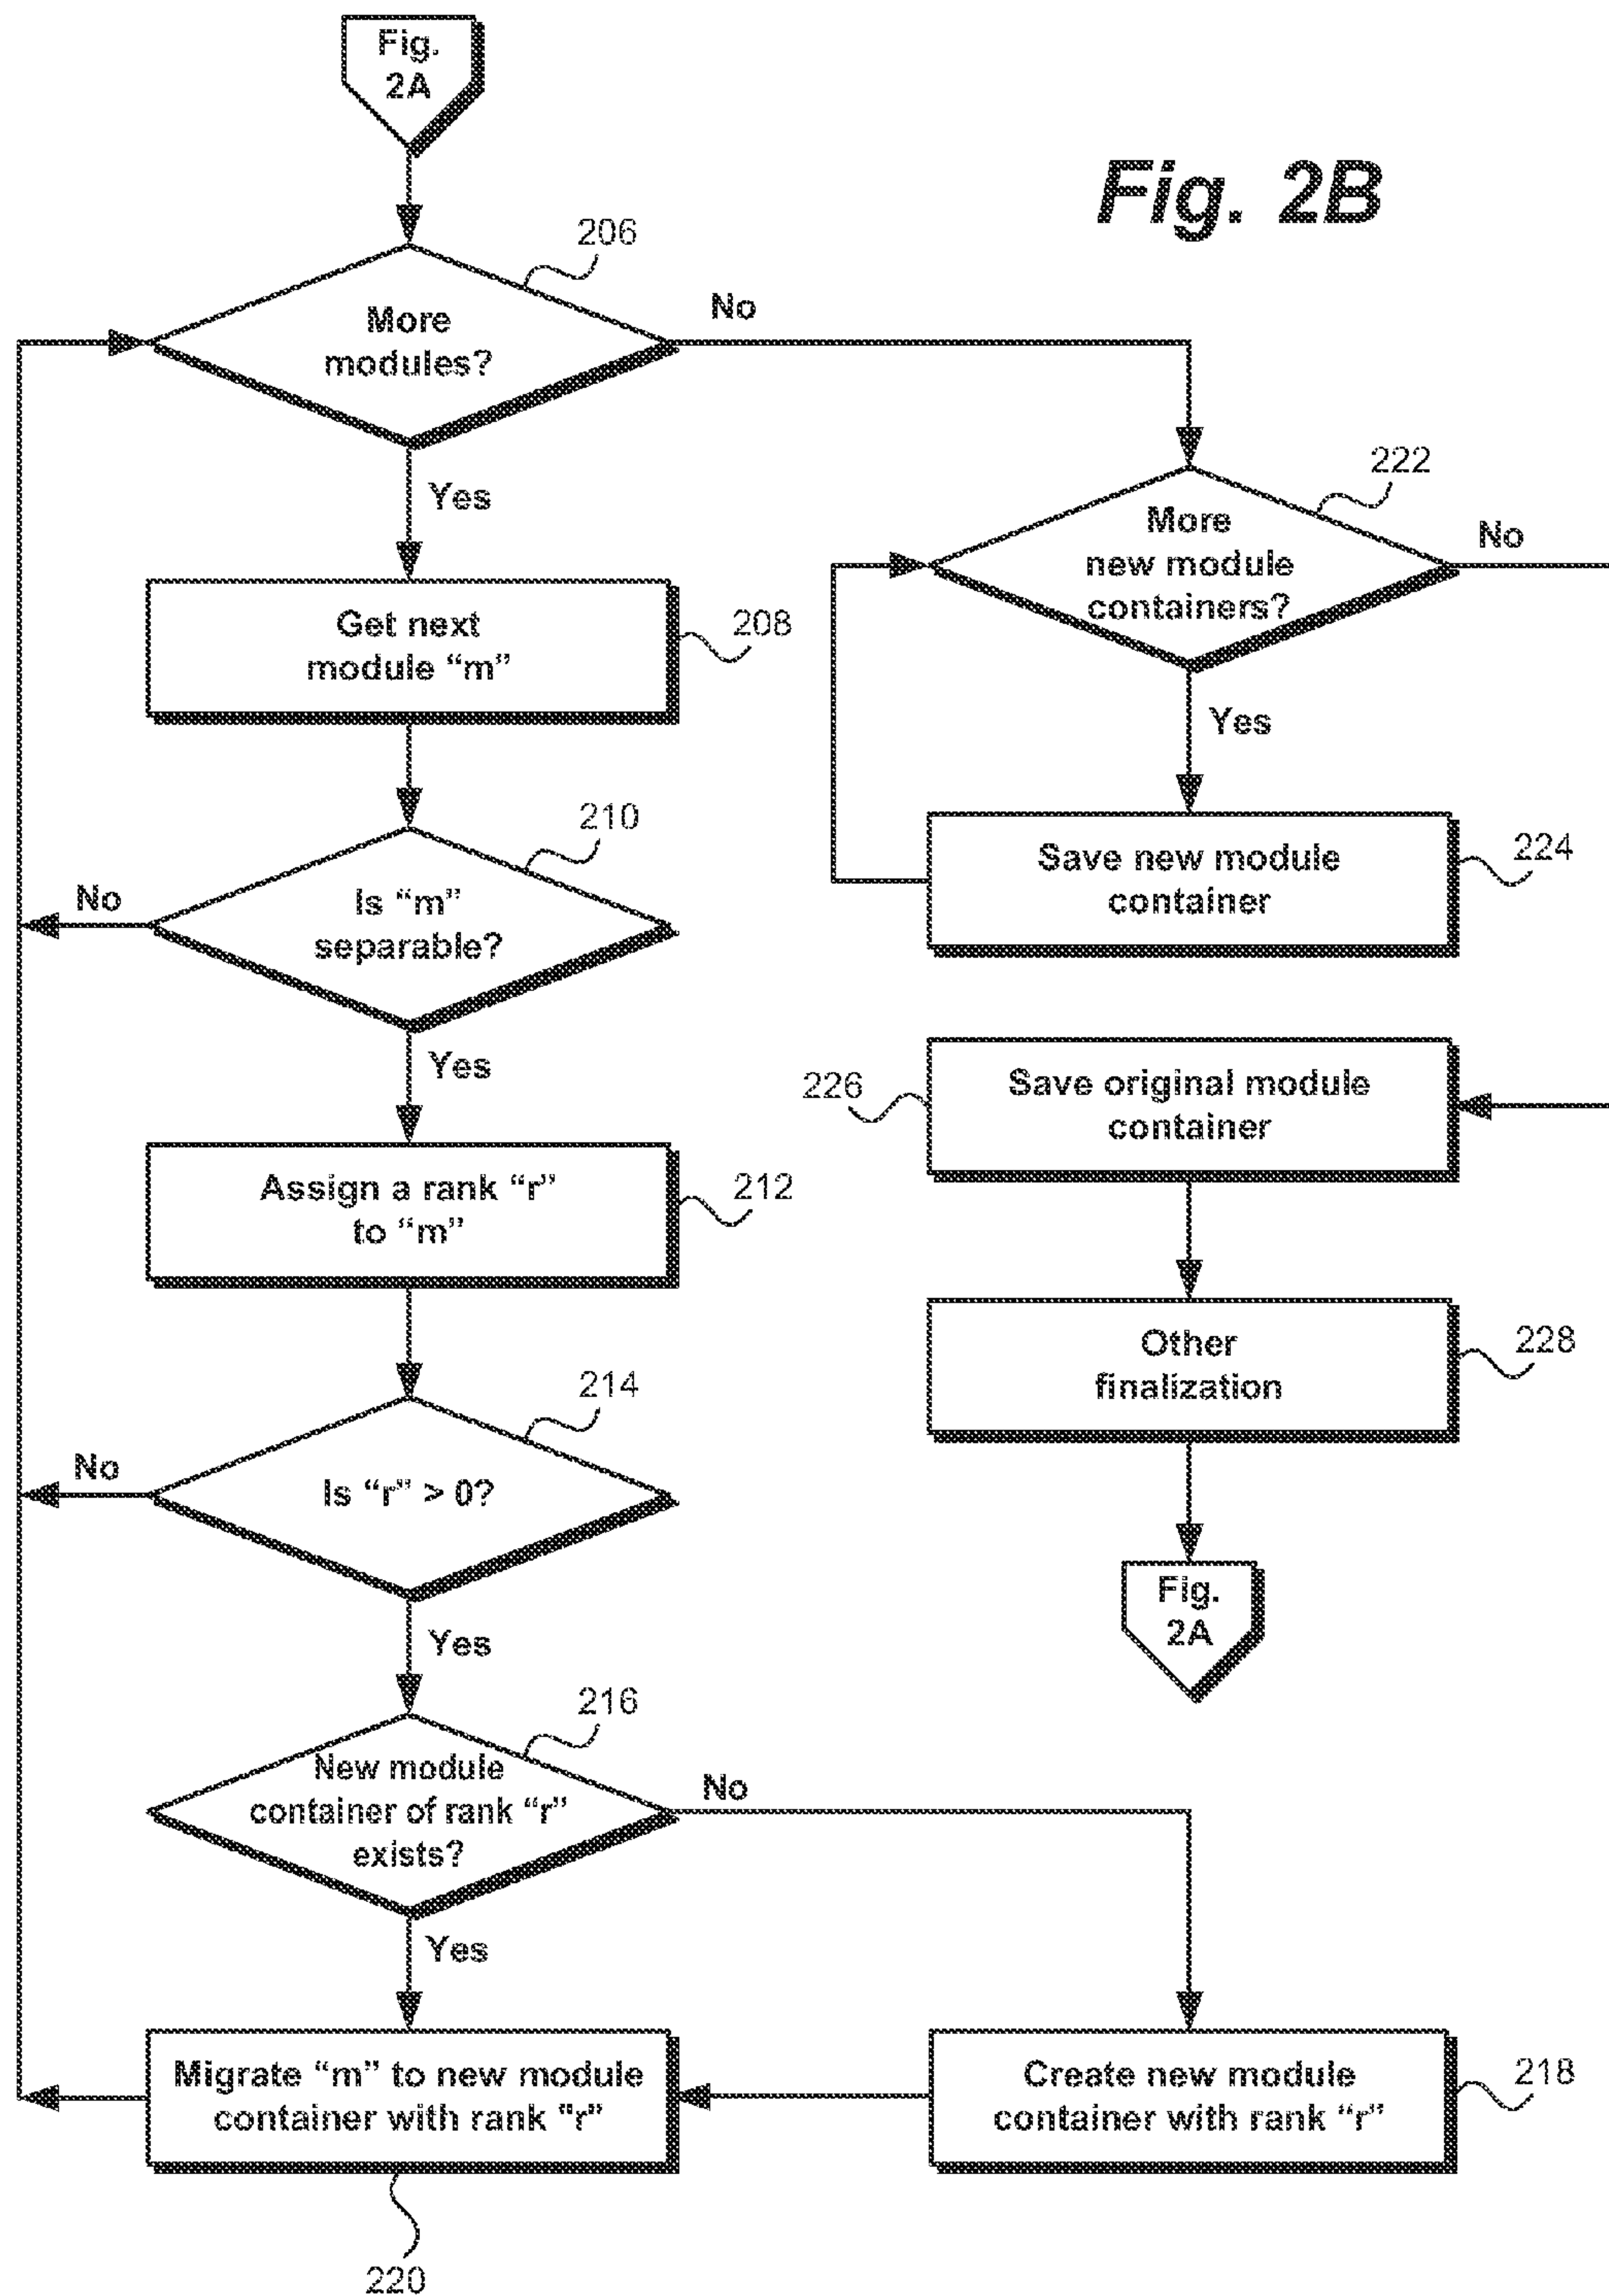 Fig.
2A
Fig. 2B
206
More
modules?
No
Yes
222
More
new module
containers?
No
Get next
module “m”
208
Yes
210
Is “m”
separable?
No
Save new module
container
224
Yes
226
Save original module
container
Assign a rank “r”
to “m”
212
214
Is “r” > 0?
No
Other
finalization
228
Yes
Fig.
2A
216
New module
container of rank “r”
exists?
No
Yes
Migrate “m” to new module
container with rank "r”
Create new module
container with rank “r”
218
220